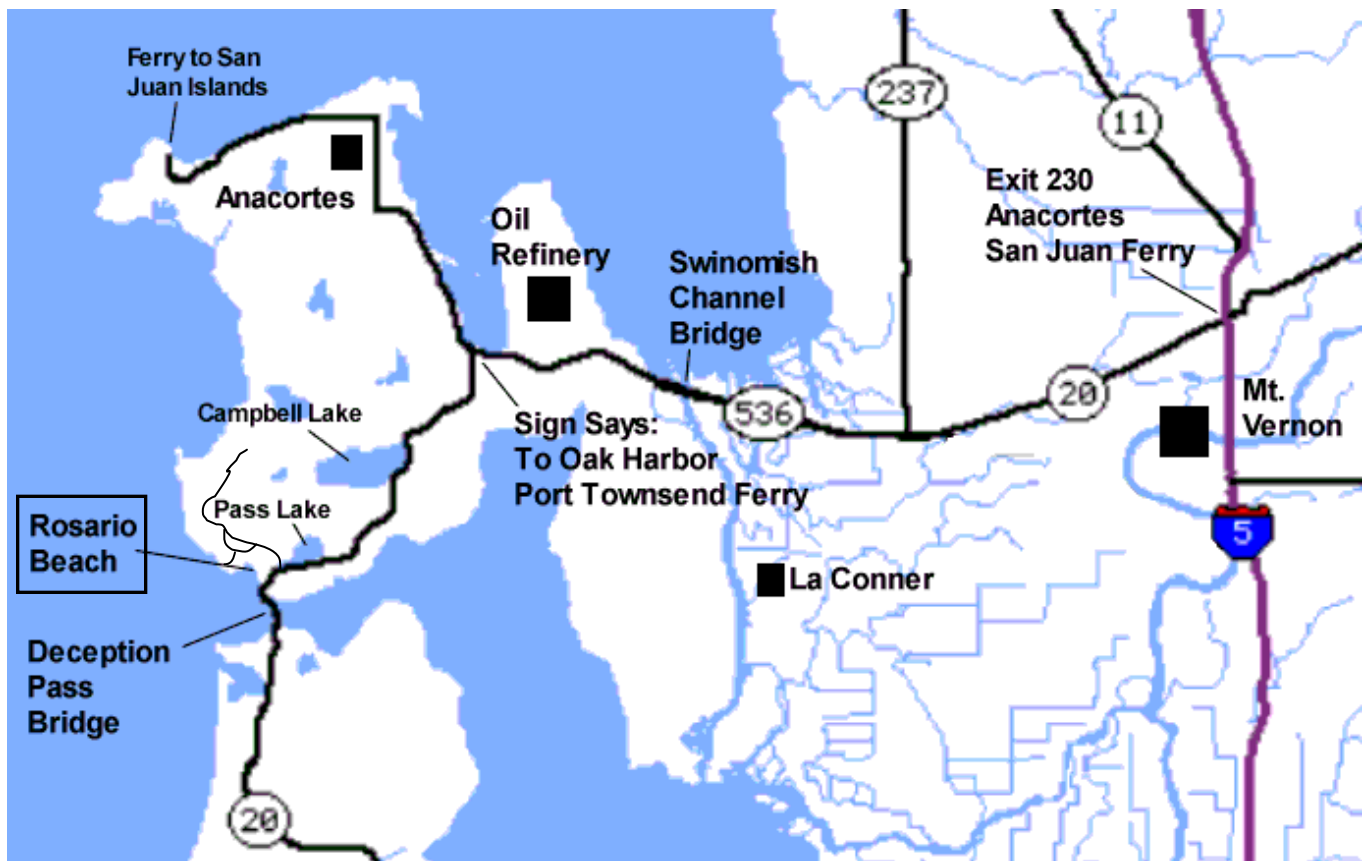 Ferry to San
Juan Islands
237
11
Exit 230
Anacortes
San Juan Ferry
Anacortes
Oil
Refinery
Swinomish
Channel
Bridge
536
20
Mt.
Vernon
Campbell Lake
Sign Says:
To Oak Harbor
Port Townsend Ferry
Pass Lake
Rosario
Beach
5
La Conner
Deception
Pass
Bridge
20